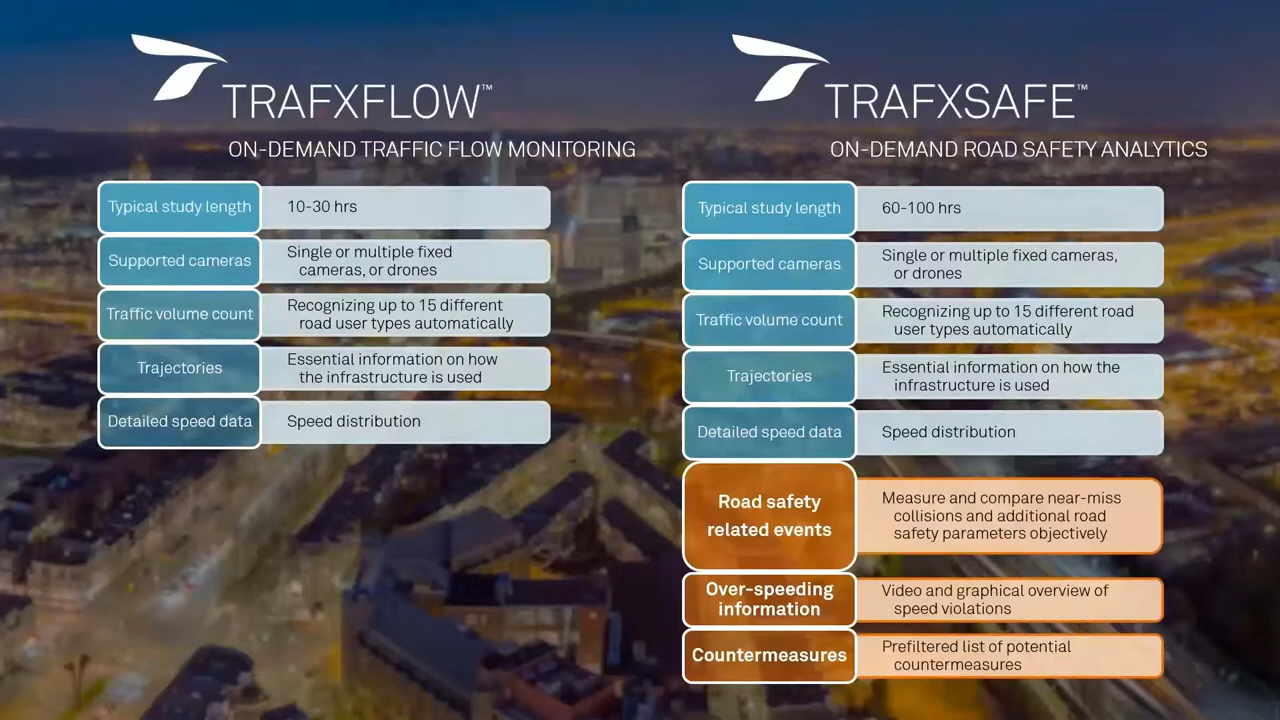 TRAFXFLOW™
ON-DEMAND TRAFFIC FLOW MONITORING
Typical study length
10-30 hrs
Supported cameras
Single or multiple fixed
cameras, or drones
Traffic volume count
Recognizing up to 15 different
road user types automatically
Trajectories
Essential information on how
the infrastructure is used
Detailed speed data
Speed distribution
TRAFXSAFE™
ON-DEMAND ROAD SAFETY ANALYTICS
Typical study length
60-100 hrs
Supported cameras
Single or multiple fixed cameras,
or drones
Traffic volume count
Recognizing up to 15 different road
user types automatically
Trajectories
Essential information on how the
infrastructure is used
Detailed speed data
Speed distribution
Road safety
related events
Measure and compare near-miss
collisions and additional road
safety parameters objectively
Over-speeding
information
Video and graphical overview of
speed violations
Countermeasures
Prefiltered list of potential
countermeasures